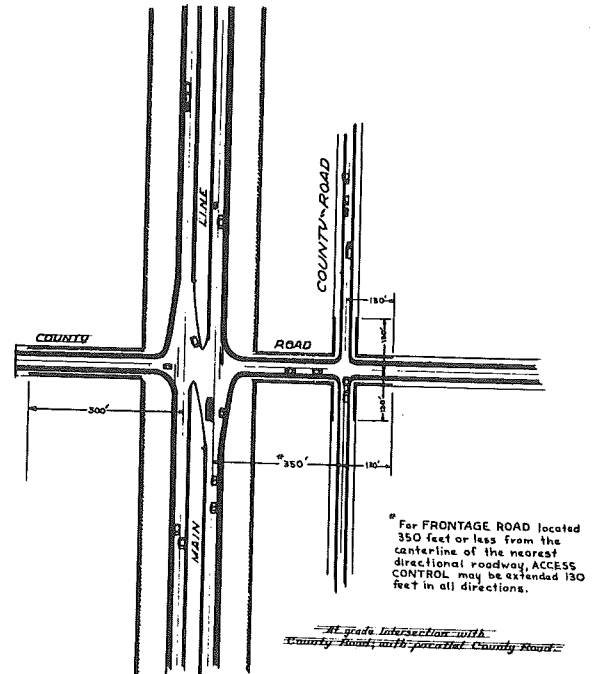 LINE
COUNTY ROAD
130'
COUNTY
ROAD
130'
300'
130'
* 350'
130'
MAIN
* For FRONTAGE ROAD located
350 feet or less from the
centerline of the nearest
directional roadway, ACCESS
CONTROL may be extended 130
feet in all directions.
At grade Intersection with
County Road, with parallel County Road.